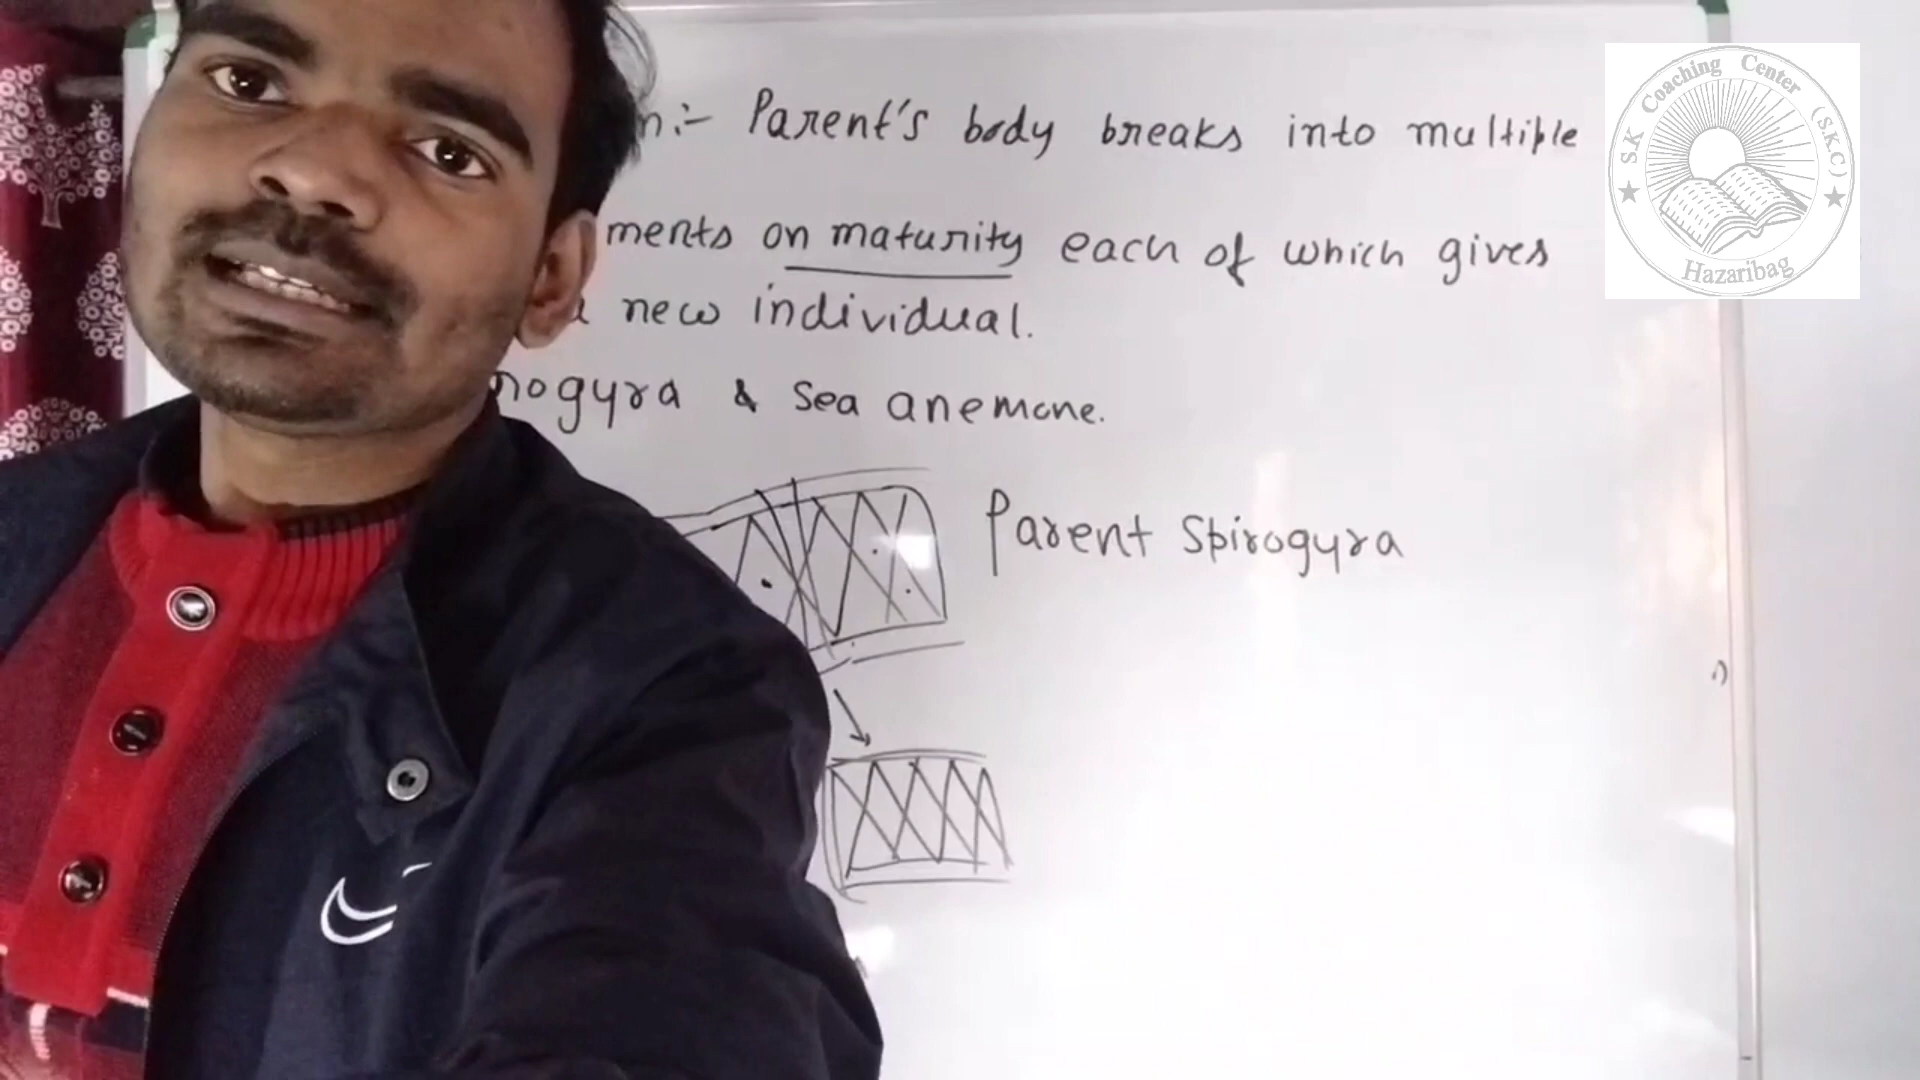 n:- Parent's body breaks into multiple
ments on maturity each of which gives
a new individual.
rogyra & Sea anemone.
Parent Spirogyra
S.K Coaching Center (S.K.C)
Hazaribag